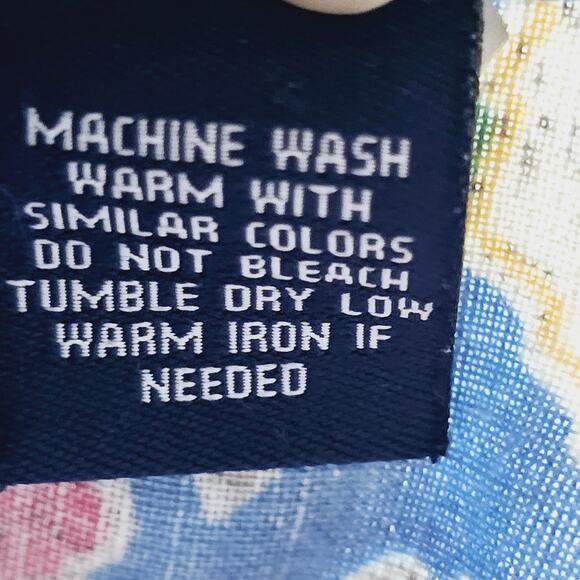 MACHINE WASH
WARM WITH
SIMILAR COLORS
DO NOT BLEACH
TUMBLE DRY LOW
WARM IRON IF
NEEDED